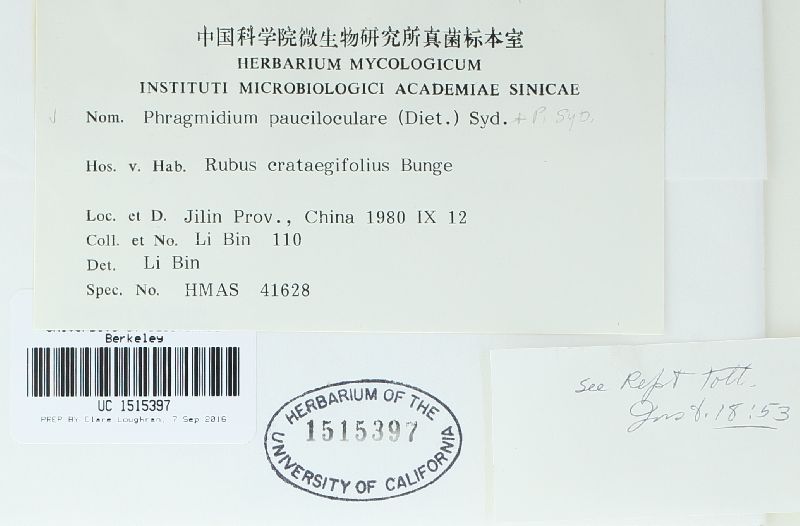 中国科学院微生物研究所真菌标本室
HERBARIUM MYCOLOGICUM
INSTITUTI MICROBIOLOGICI ACADEMIAE SINICAE
Nom. Phragmidium pauciloculare (Diet.) Syd. + P. Syd.
Hos. v. Hab. Rubus crataegifolius Bunge
Loc. et D. Jilin Prov., China 1980 IX 12
Coll. et No. Li Bin 110
Det. Li Bin
Spec. No. HMAS 41628
Berkeley
UC 1515397
PREP BY Clare Loughran, 7 Sep 2016
HERBARIUM OF THE
1515397
UNIVERSITY OF CALIFORNIA
see Rept Tott.
Inst. 18:53